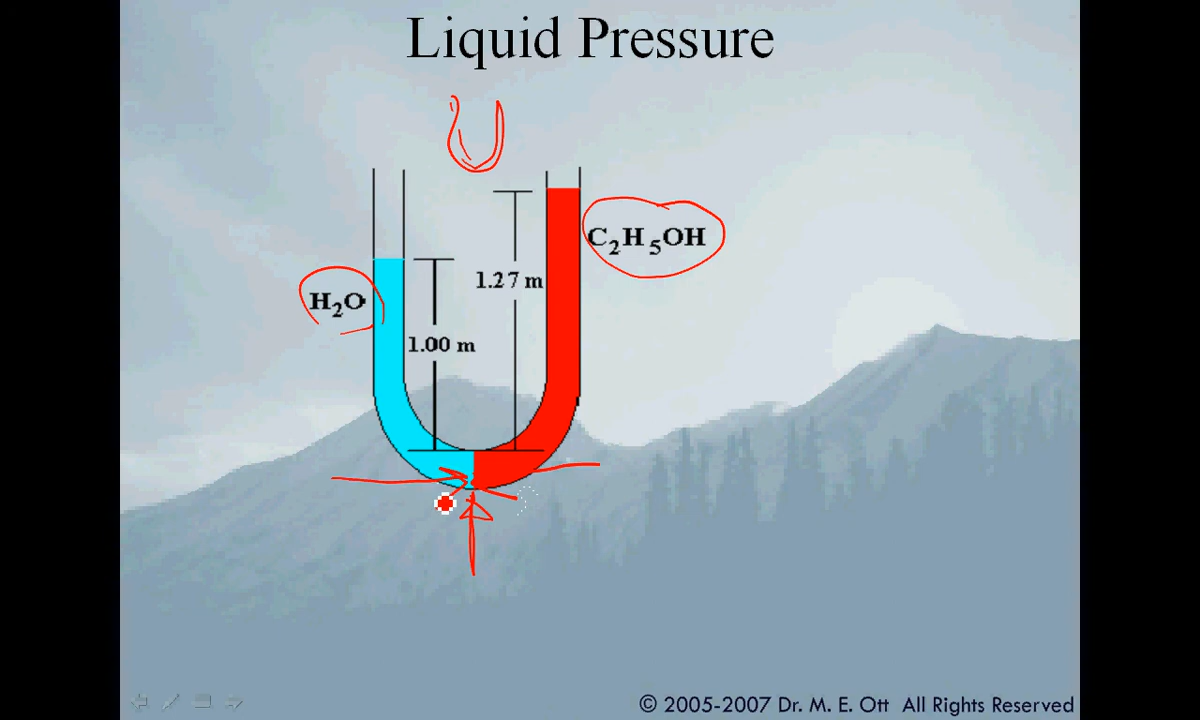 Liquid Pressure
C₂H₅OH
1.27 m
H₂O
1.00 m
© 2005-2007 Dr. M. E. Ott All Rights Reserved